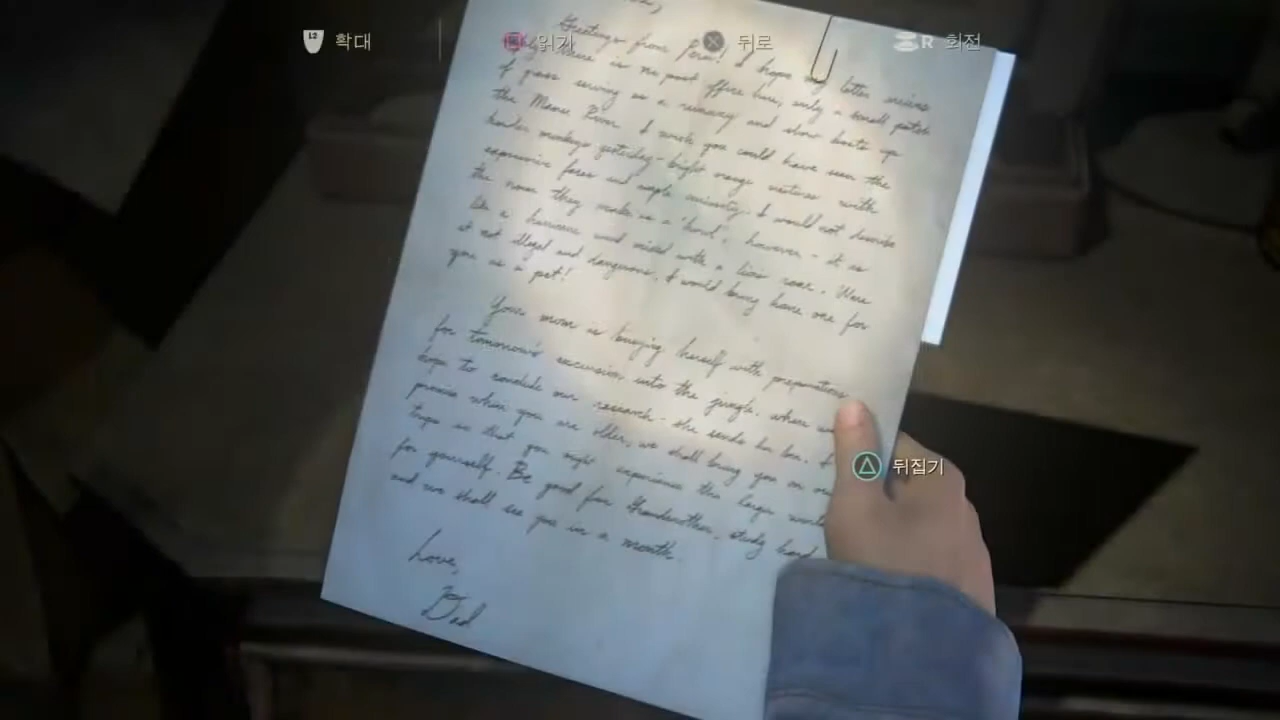 L2 확대
읽기
뒤로
R 회전
Greetings from Peru! I hope my letter arrives
there is no post office here, only a small patch
of grass serving as a runway and slow boats up
the Manu River. I wish you could have seen the
howler monkeys yesterday - bright orange creatures with
expressive faces and ample curiosity. I would not describe
the noise they make as a 'howl', however - it is
like a hurricane wind mixed with a lion's roar. Were
it not illegal and dangerous, I would bring home one for
you as a pet!
Your mom is busying herself with preparations
for tomorrow's excursion into the jungle, where we
hope to conclude our research - she sends her love. I
promise when you are older, we shall bring you on our
trips so that you might experience this larger world
for yourself. Be good for Grandmother, study hard
and we shall see you in a month.
Love,
Dad
뒤집기